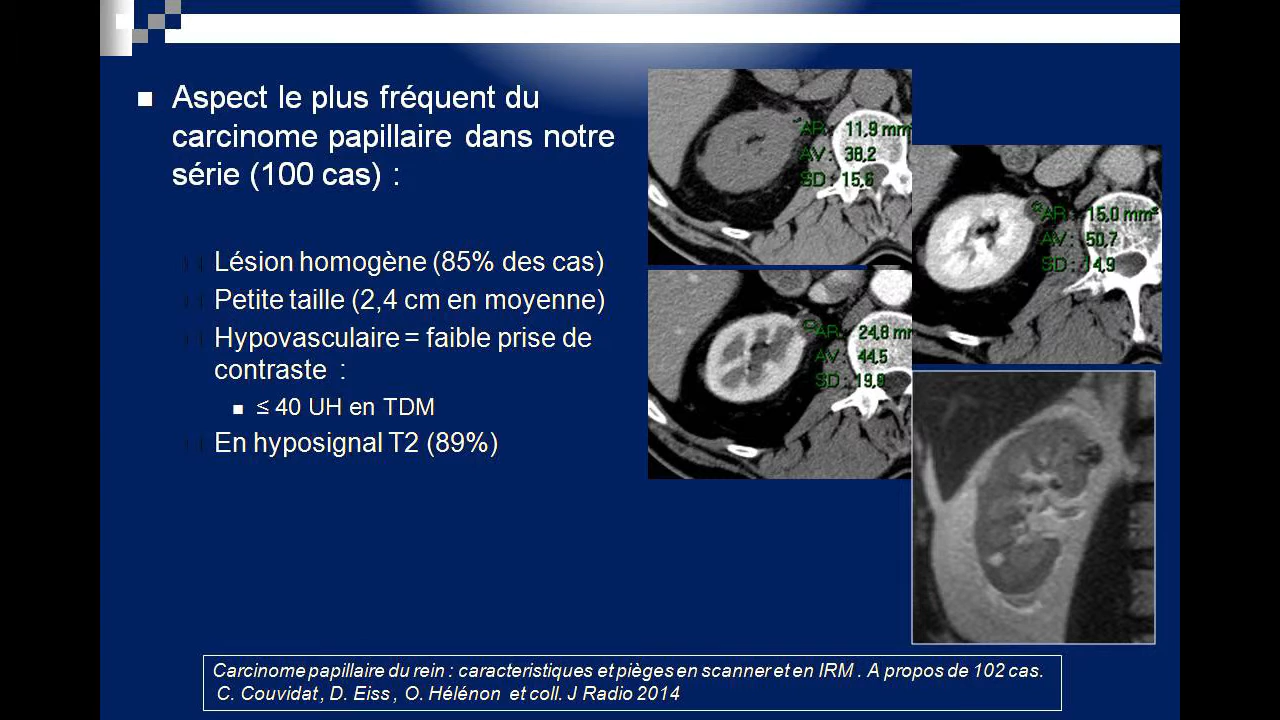 Aspect le plus fréquent du
carcinome papillaire dans notre
série (100 cas) :
Lésion homogène (85% des cas)
Petite taille (2,4 cm en moyenne)
Hypovasculaire = faible prise de
contraste :
≤ 40 UH en TDM
En hyposignal T2 (89%)
AR : 11,9 mm²
AV : 38,2
SD : 15,6
AR : 15,0 mm²
AV : 50,7
SD : 14,9
AR : 24,8 mm
AV : 44,5
SD : 19,8
Carcinome papillaire du rein : caracteristiques et pièges en scanner et en IRM . A propos de 102 cas.
C. Couvidat , D. Eiss , O. Hélénon et coll. J Radio 2014